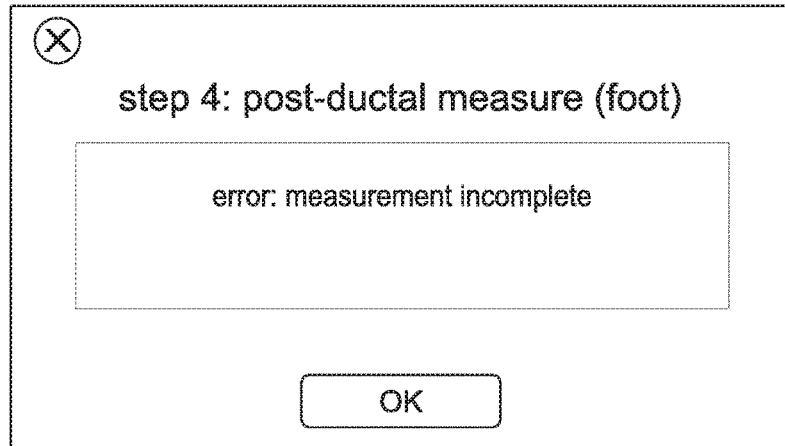 step 4: post-ductal measure (foot)
error: measurement incomplete
OK